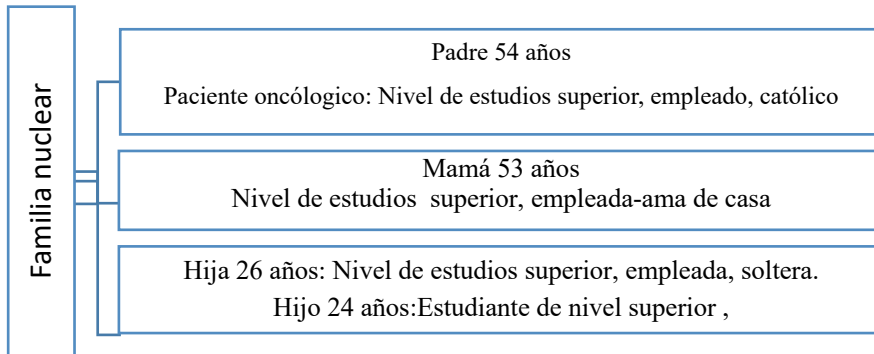 Familia nuclear
Padre 54 años
Paciente oncólogico: Nivel de estudios superior, empleado, católico
Mamá 53 años
Nivel de estudios superior, empleada-ama de casa
Hija 26 años: Nivel de estudios superior, empleada, soltera.
Hijo 24 años:Estudiante de nivel superior ,